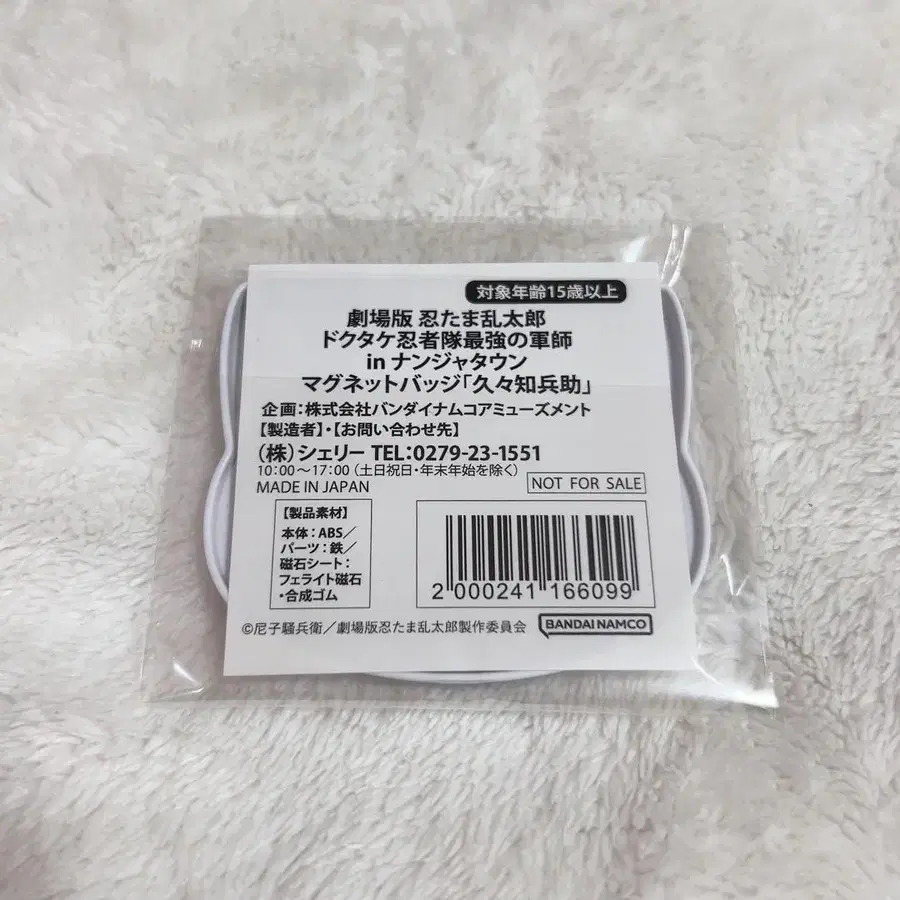 対象年齢15歳以上
劇場版 忍たま乱太郎
ドクタケ忍者隊最強の軍師
in ナンジャタウン
マグネットバッジ「久々知兵助」
企画:株式会社バンダイナムコアミューズメント
【製造者】・【お問い合わせ先】
(株)シェリー TEL:0279-23-1551
10:00~17:00(土日祝日・年末年始を除く)
MADE IN JAPAN
NOT FOR SALE
【製品素材】
本体:ABS/
パーツ:鉄/
磁石シート:
フェライト磁石
・合成ゴム
2 000241 166099
©尼子騒兵衛/劇場版忍たま乱太郎製作委員会
BANDAI NAMCO